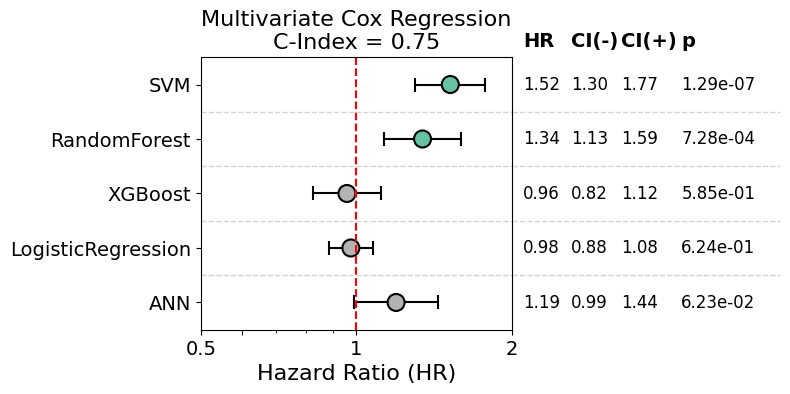 Multivariate Cox Regression
C-Index = 0.75
HR CI(-) CI(+) p
SVM 1.52 1.30 1.77 1.29e-07
RandomForest 1.34 1.13 1.59 7.28e-04
XGBoost 0.96 0.82 1.12 5.85e-01
LogisticRegression 0.98 0.88 1.08 6.24e-01
ANN 1.19 0.99 1.44 6.23e-02
0.5 1 2
Hazard Ratio (HR)